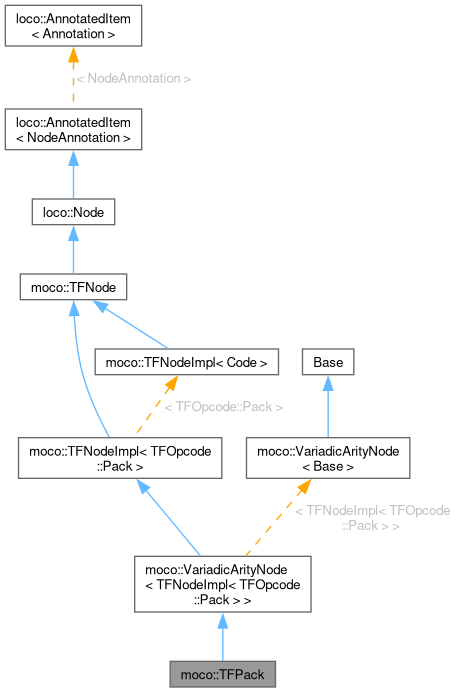 loco::AnnotatedItem
< Annotation >
< NodeAnnotation >
loco::AnnotatedItem
< NodeAnnotation >
loco::Node
moco::TFNode
moco::TFNodeImpl< Code >
Base
< TFOpcode::Pack >
moco::TFNodeImpl< TFOpcode
::Pack >
moco::VariadicArityNode
< Base >
< TFNodeImpl< TFOpcode
::Pack > >
moco::VariadicArityNode
< TFNodeImpl< TFOpcode
::Pack > >
moco::TFPack